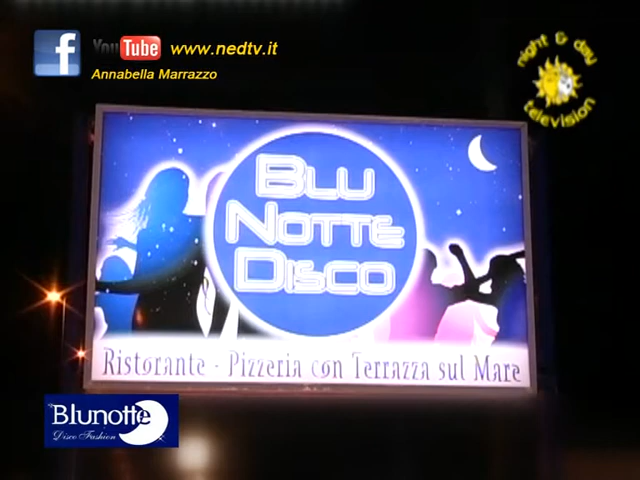 f
YouTube www.nedtv.it
Annabella Marrazzo
night & day
television
BLU
NOTTE
DISCO
Ristorante - Pizzeria con Terrazza sul Mare
Blunotte
Disco Fashion